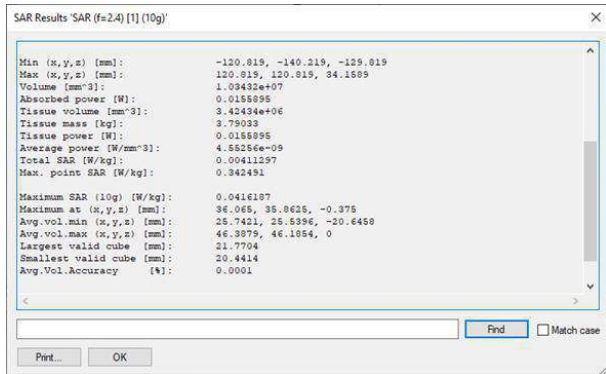 SAR Results 'SAR (f=2.4) [1] (10g)'
Min (x,y,z) [mm]: -120.819, -140.219, -129.819
Max (x,y,z) [mm]: 120.819, 120.819, 34.1589
Volume [mm^3]: 1.03432e+07
Absorbed power [W]: 0.0155895
Tissue volume [mm^3]: 3.42434e+06
Tissue mass [kg]: 3.79033
Tissue power [W]: 0.0155895
Average power [W/mm^3]: 4.55256e-09
Total SAR [W/kg]: 0.00411297
Max. point SAR [W/kg]: 0.342491
Maximum SAR (10g) [W/kg]: 0.0416187
Maximum at (x,y,z) [mm]: 36.065, 35.8625, -0.375
Avg.vol.min (x,y,z) [mm]: 25.7421, 25.5396, -20.6458
Avg.vol.max (x,y,z) [mm]: 46.3879, 46.1854, 0
Largest valid cube [mm]: 21.7704
Smallest valid cube [mm]: 20.4414
Avg.Vol.Accuracy [%]: 0.0001
Find Match case
Print... OK